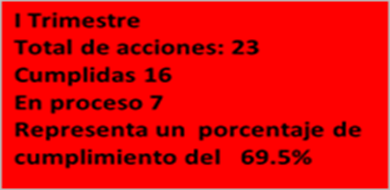 I Trimestre
Total de acciones: 23
Cumplidas 16
En proceso 7
Representa un porcentaje de
cumplimiento del 69.5%